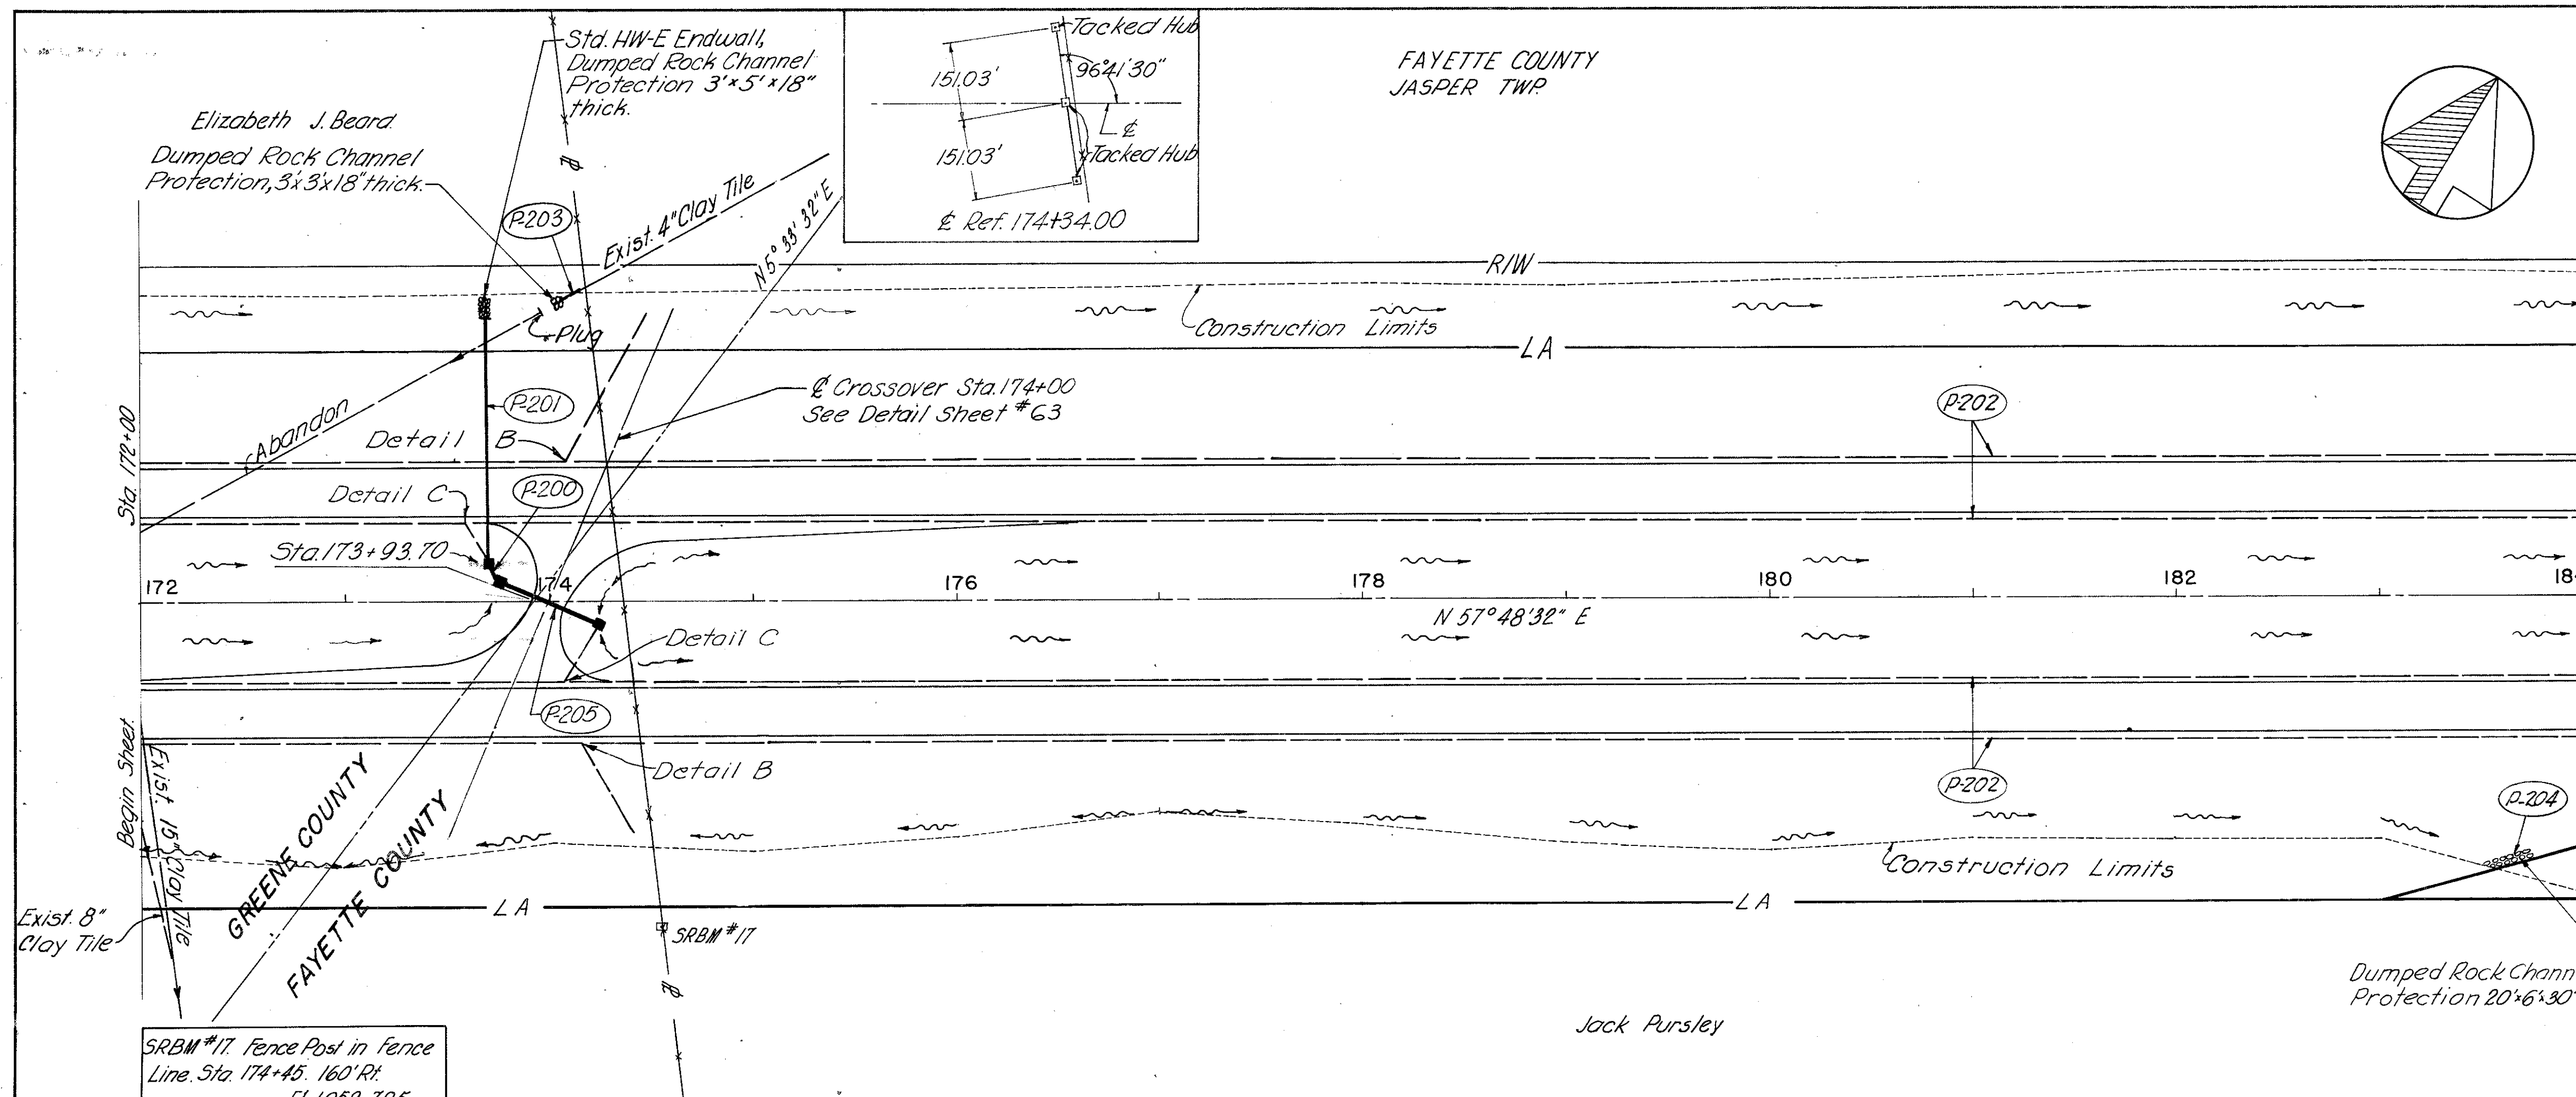 Std. HW-E Endwall,
Dumped Rock Channel
Protection 3'x5'x18"
thick.
Elizabeth J. Beard
Dumped Rock Channel
Protection, 3'x3'x18" thick.
P-203
Exist. 4" Clay Tile
N 5° 33' 32" E
Tacked Hub
96°41'30"
151.03'
℄
151.03'
Tacked Hub
℄ Ref. 174+34.00
FAYETTE COUNTY
JASPER TWP.
R/W
Construction Limits
LA
Plug
℄ Crossover Sta. 174+00
See Detail Sheet #63
P-201
Abandon
Detail B
Sta. 172+00
Detail C
P-200
Sta. 173+93.70
P-202
172
174
176
178
180
182
N 57°48'32" E
Detail C
P-205
Detail B
P-202
P-204
Begin Sheet
Exist. 15" Clay Tile
GREENE COUNTY
FAYETTE COUNTY
Construction Limits
LA
LA
Exist. 8"
Clay Tile
SRBM #17
Dumped Rock Chann
Protection 20'x6'x30"
Jack Pursley
SRBM #17. Fence Post in Fence
Line. Sta. 174+45. 160' Rt.